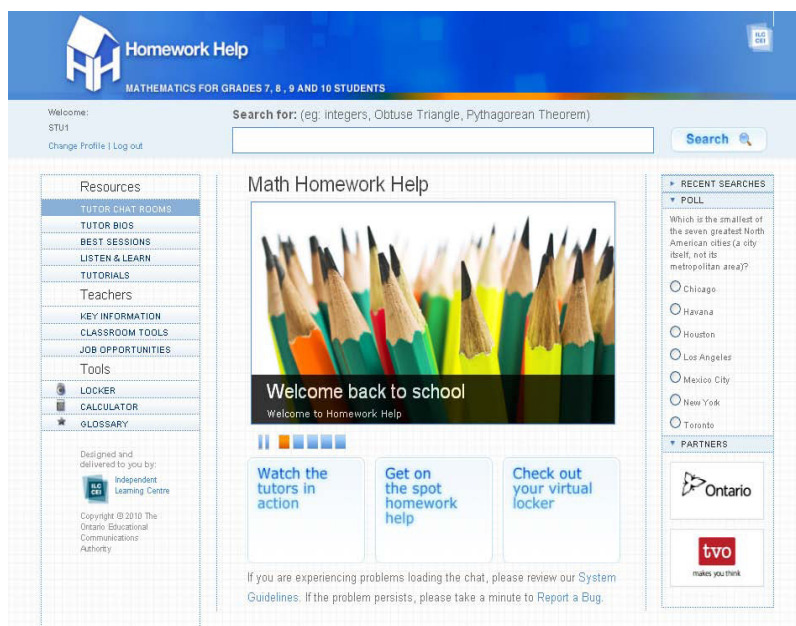 Homework Help
HH
MATHEMATICS FOR GRADES 7, 8 , 9 AND 10 STUDENTS
ILC
CEI
Welcome:
STU1
Change Profile | Log out
Search for: (eg: integers, Obtuse Triangle, Pythagorean Theorem)
Search
Resources
TUTOR CHAT ROOMS
TUTOR BIOS
BEST SESSIONS
LISTEN & LEARN
TUTORIALS
Teachers
KEY INFORMATION
CLASSROOM TOOLS
JOB OPPORTUNITIES
Tools
LOCKER
CALCULATOR
GLOSSARY
Designed and
delivered to you by:
ILC
CEI
Independent
Learning Centre
Copyright © 2010 The
Ontario Educational
Communications
Authority
Math Homework Help
Welcome back to school
Welcome to Homework Help
Watch the
tutors in
action
Get on
the spot
homework
help
Check out
your virtual
locker
If you are experiencing problems loading the chat, please review our System
Guidelines. If the problem persists, please take a minute to Report a Bug.
RECENT SEARCHES
POLL
Which is the smallest of
the seven greatest North
American cities (a city
itself, not its
metropolitan area)?
Chicago
Havana
Houston
Los Angeles
Mexico City
New York
Toronto
PARTNERS
Ontario
tvo
makes you think